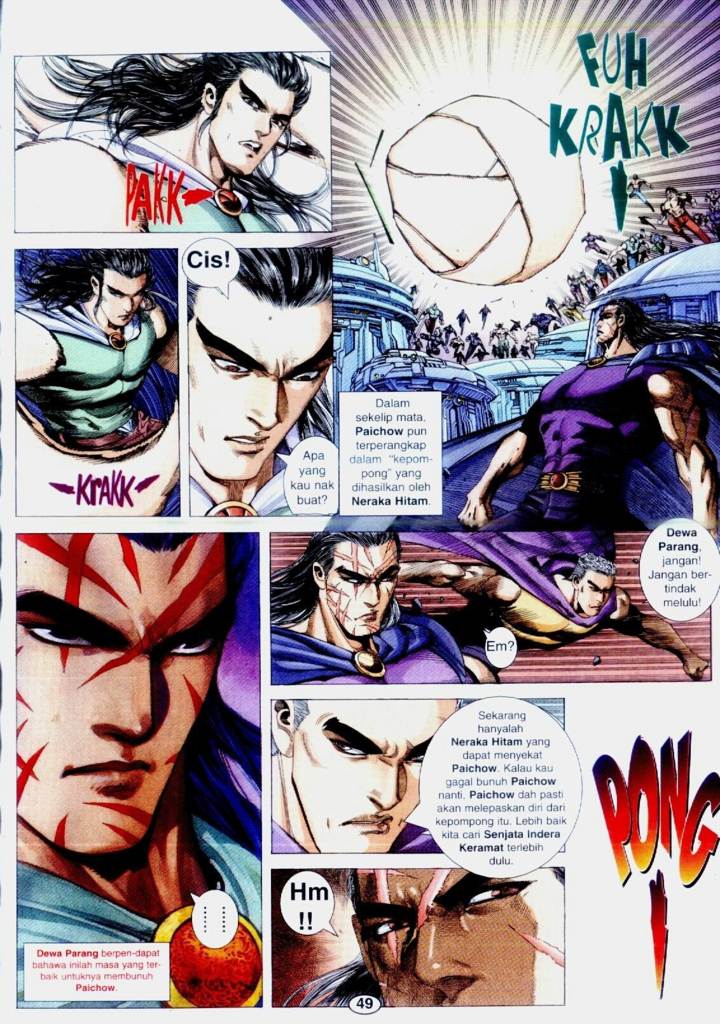 FUH
KRAKK
!
PAKK
Cis!
Apa
yang
kau nak
buat?
KRAKK
Dalam
sekelip mata,
Paichow pun
terperangkap
dalam "kepom-
pong" yang
dihasilkan oleh
Neraka Hitam.
Dewa
Parang,
jangan!
Jangan ber-
tindak
melulu!
Em?
Sekarang
hanyalah
Neraka Hitam yang
dapat menyekat
Paichow. Kalau kau
gagal bunuh Paichow
nanti, Paichow dah pasti
akan melepaskan diri dari
kepompong itu. Lebih baik
kita cari Senjata Indera
Keramat terlebih
dulu.
PONG
!
Dewa Parang berpen-dapat
bahawa inilah masa yang ter-
baik untuknya membunuh
Paichow.
Hm
!!
49